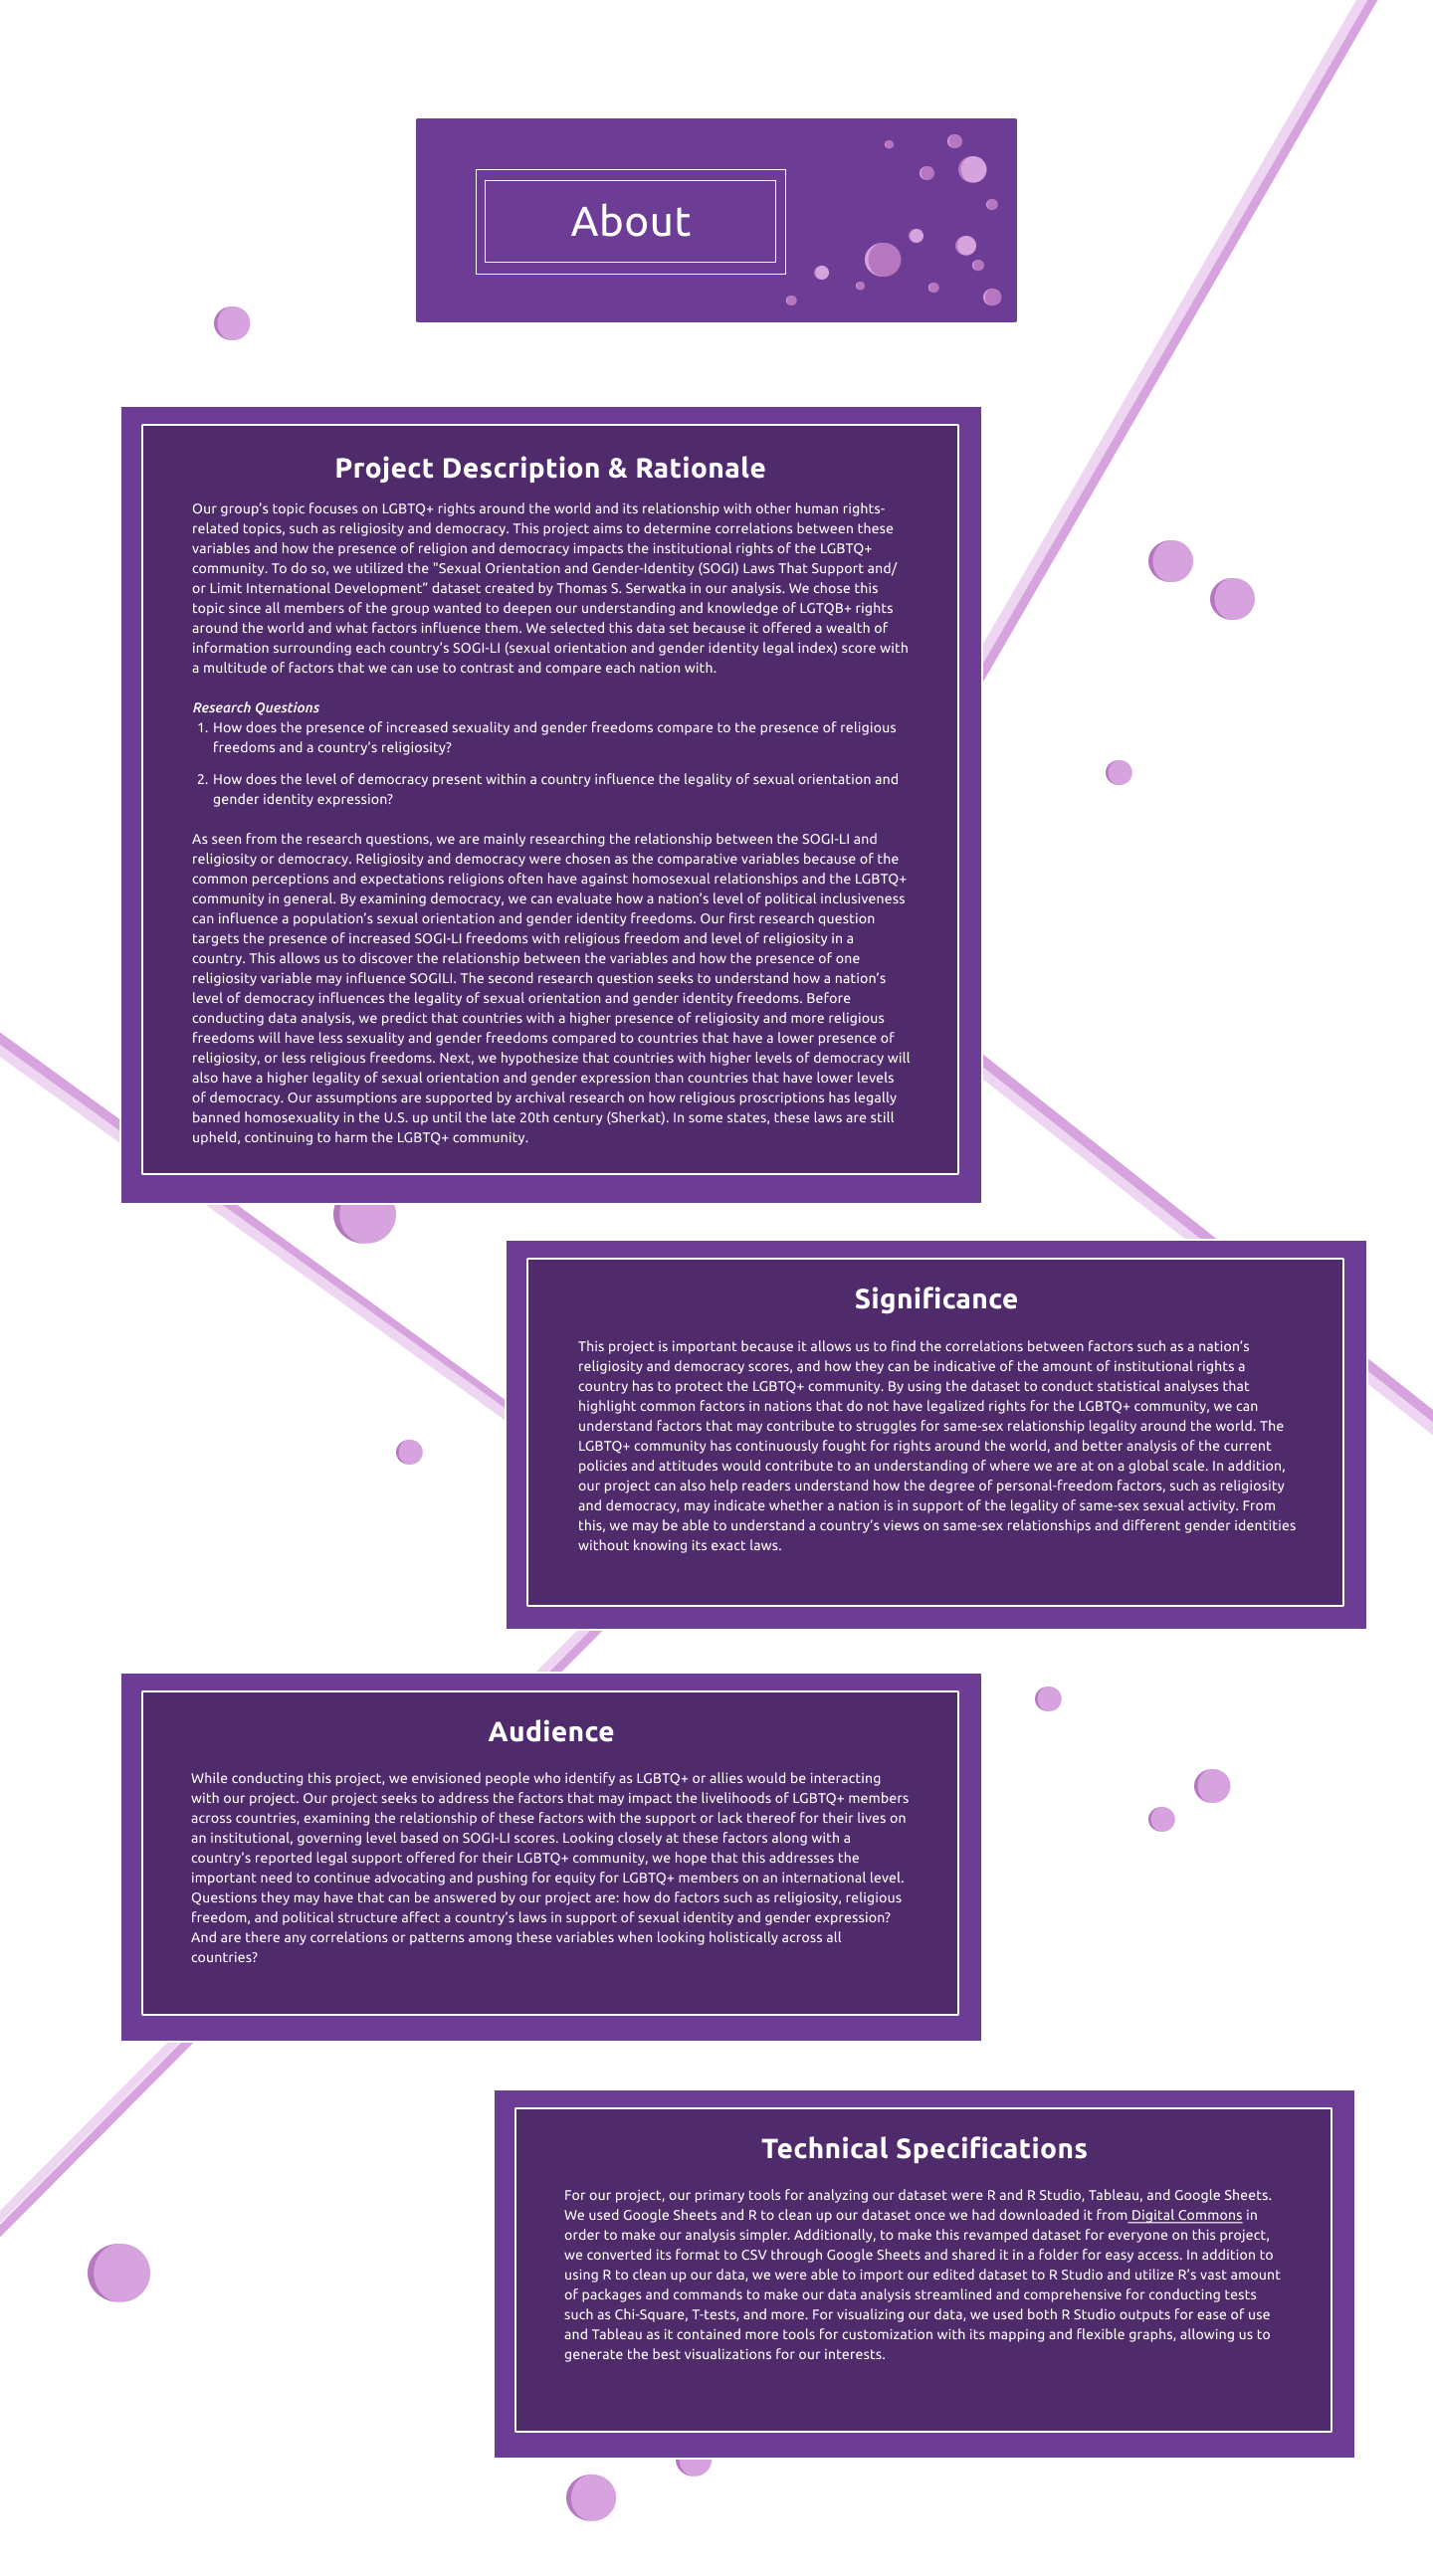 About
Project Description & Rationale
Our group's topic focuses on LGBTQ+ rights around the world and its relationship with other human rights-
related topics, such as religiosity and democracy. This project aims to determine correlations between these
variables and how the presence of religion and democracy impacts the institutional rights of the LGBTQ+
community. To do so, we utilized the "Sexual Orientation and Gender-Identity (SOGI) Laws That Support and/
or Limit International Development” dataset created by Thomas S. Serwatka in our analysis. We chose this
topic since all members of the group wanted to deepen our understanding and knowledge of LGTQB+ rights
around the world and what factors influence them. We selected this data set because it offered a wealth of
information surrounding each country's SOGI-LI (sexual orientation and gender identity legal index) score with
a multitude of factors that we can use to contrast and compare each nation with.
Research Questions
1. How does the presence of increased sexuality and gender freedoms compare to the presence of religious
freedoms and a country's religiosity?
2. How does the level of democracy present within a country influence the legality of sexual orientation and
gender identity expression?
As seen from the research questions, we are mainly researching the relationship between the SOGI-LI and
religiosity or democracy. Religiosity and democracy were chosen as the comparative variables because of the
common perceptions and expectations religions often have against homosexual relationships and the LGBTQ+
community in general. By examining democracy, we can evaluate how a nation's level of political inclusiveness
can influence a population's sexual orientation and gender identity freedoms. Our first research question
targets the presence of increased SOGI-LI freedoms with religious freedom and level of religiosity in a
country. This allows us to discover the relationship between the variables and how the presence of one
religiosity variable may influence SOGILI. The second research question seeks to understand how a nation's
level of democracy influences the legality of sexual orientation and gender identity freedoms. Before
conducting data analysis, we predict that countries with a higher presence of religiosity and more religious
freedoms will have less sexuality and gender freedoms compared to countries that have a lower presence of
religiosity, or less religious freedoms. Next, we hypothesize that countries with higher levels of democracy will
also have a higher legality of sexual orientation and gender expression than countries that have lower levels
of democracy. Our assumptions are supported by archival research on how religious proscriptions has legally
banned homosexuality in the U.S. up until the late 20th century (Sherkat). In some states, these laws are still
upheld, continuing to harm the LGBTQ+ community.
Significance
This project is important because it allows us to find the correlations between factors such as a nation's
religiosity and democracy scores, and how they can be indicative of the amount of institutional rights a
country has to protect the LGBTQ+ community. By using the dataset to conduct statistical analyses that
highlight common factors in nations that do not have legalized rights for the LGBTQ+ community, we can
understand factors that may contribute to struggles for same-sex relationship legality around the world. The
LGBTQ+ community has continuously fought for rights around the world, and better analysis of the current
policies and attitudes would contribute to an understanding of where we are at on a global scale. In addition,
our project can also help readers understand how the degree of personal-freedom factors, such as religiosity
and democracy, may indicate whether a nation is in support of the legality of same-sex sexual activity. From
this, we may be able to understand a country's views on same-sex relationships and different gender identities
without knowing its exact laws.
Audience
While conducting this project, we envisioned people who identify as LGBTQ+ or allies would be interacting
with our project. Our project seeks to address the factors that may impact the livelihoods of LGBTQ+ members
across countries, examining the relationship of these factors with the support or lack thereof for their lives on
an institutional, governing level based on SOGI-LI scores. Looking closely at these factors along with a
country's reported legal support offered for their LGBTQ+ community, we hope that this addresses the
important need to continue advocating and pushing for equity for LGBTQ+ members on an international level.
Questions they may have that can be answered by our project are: how do factors such as religiosity, religious
freedom, and political structure affect a country's laws in support of sexual identity and gender expression?
And are there any correlations or patterns among these variables when looking holistically across all
countries?
Technical Specifications
For our project, our primary tools for analyzing our dataset were R and R Studio, Tableau, and Google Sheets.
We used Google Sheets and R to clean up our dataset once we had downloaded it from Digital Commons in
order to make our analysis simpler. Additionally, to make this revamped dataset for everyone on this project,
we converted its format to CSV through Google Sheets and shared it in a folder for easy access. In addition to
using R to clean up our data, we were able to import our edited dataset to R Studio and utilize R's vast amount
of packages and commands to make our data analysis streamlined and comprehensive for conducting tests
such as Chi-Square, T-tests, and more. For visualizing our data, we used both R Studio outputs for ease of use
and Tableau as it contained more tools for customization with its mapping and flexible graphs, allowing us to
generate the best visualizations for our interests.